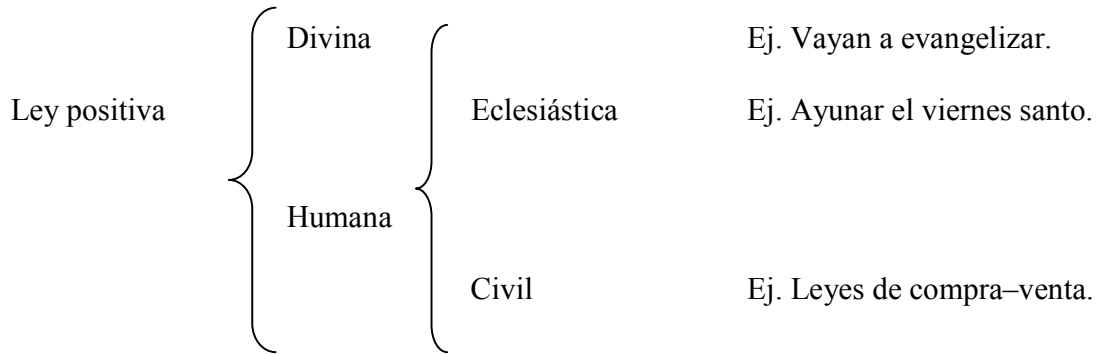 Divina Ej. Vayan a evangelizar.
Ley positiva Eclesiástica Ej. Ayunar el viernes santo.
Humana
Civil Ej. Leyes de compra–venta.